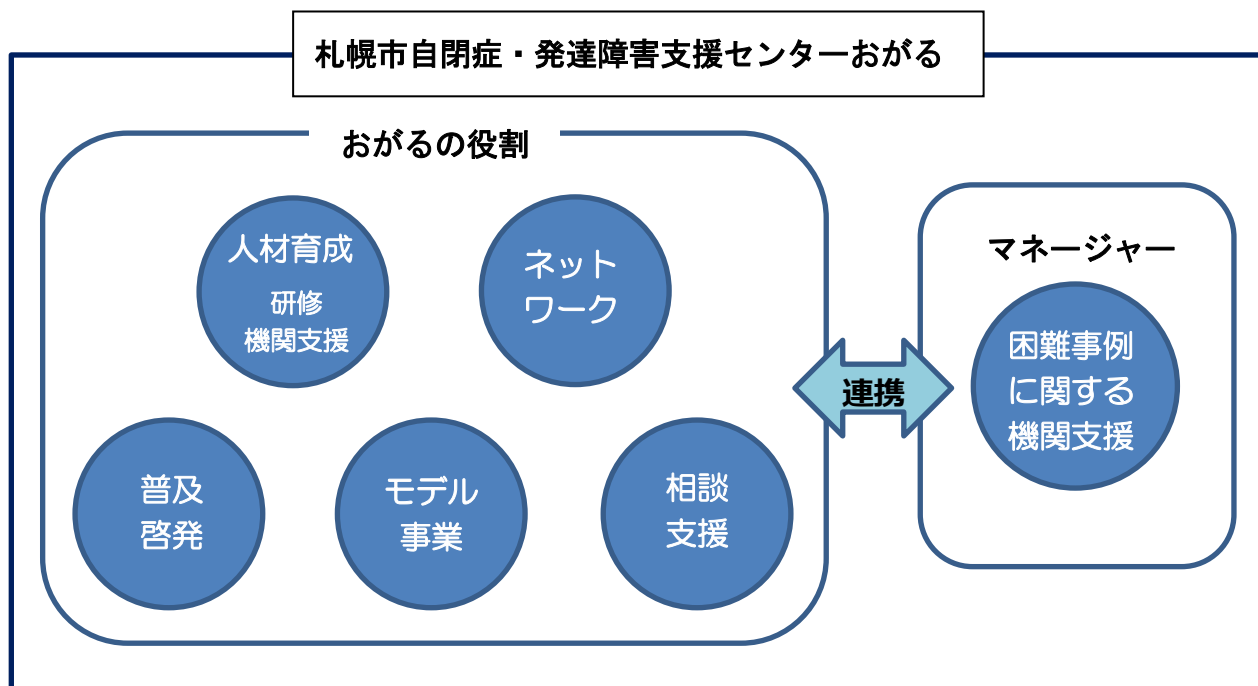 札幌市自閉症・発達障害支援センターおがる
おがるの役割
人材育成
研修
機関支援
ネット
ワーク
普及
啓発
モデル
事業
相談
支援
連携
マネージャー
困難事例
に関する
機関支援